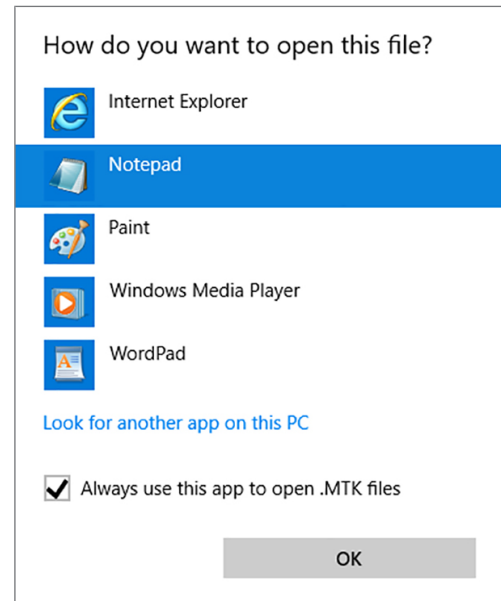 How do you want to open this file?
Internet Explorer
Notepad
Paint
Windows Media Player
WordPad
Look for another app on this PC
Always use this app to open .MTK files
OK